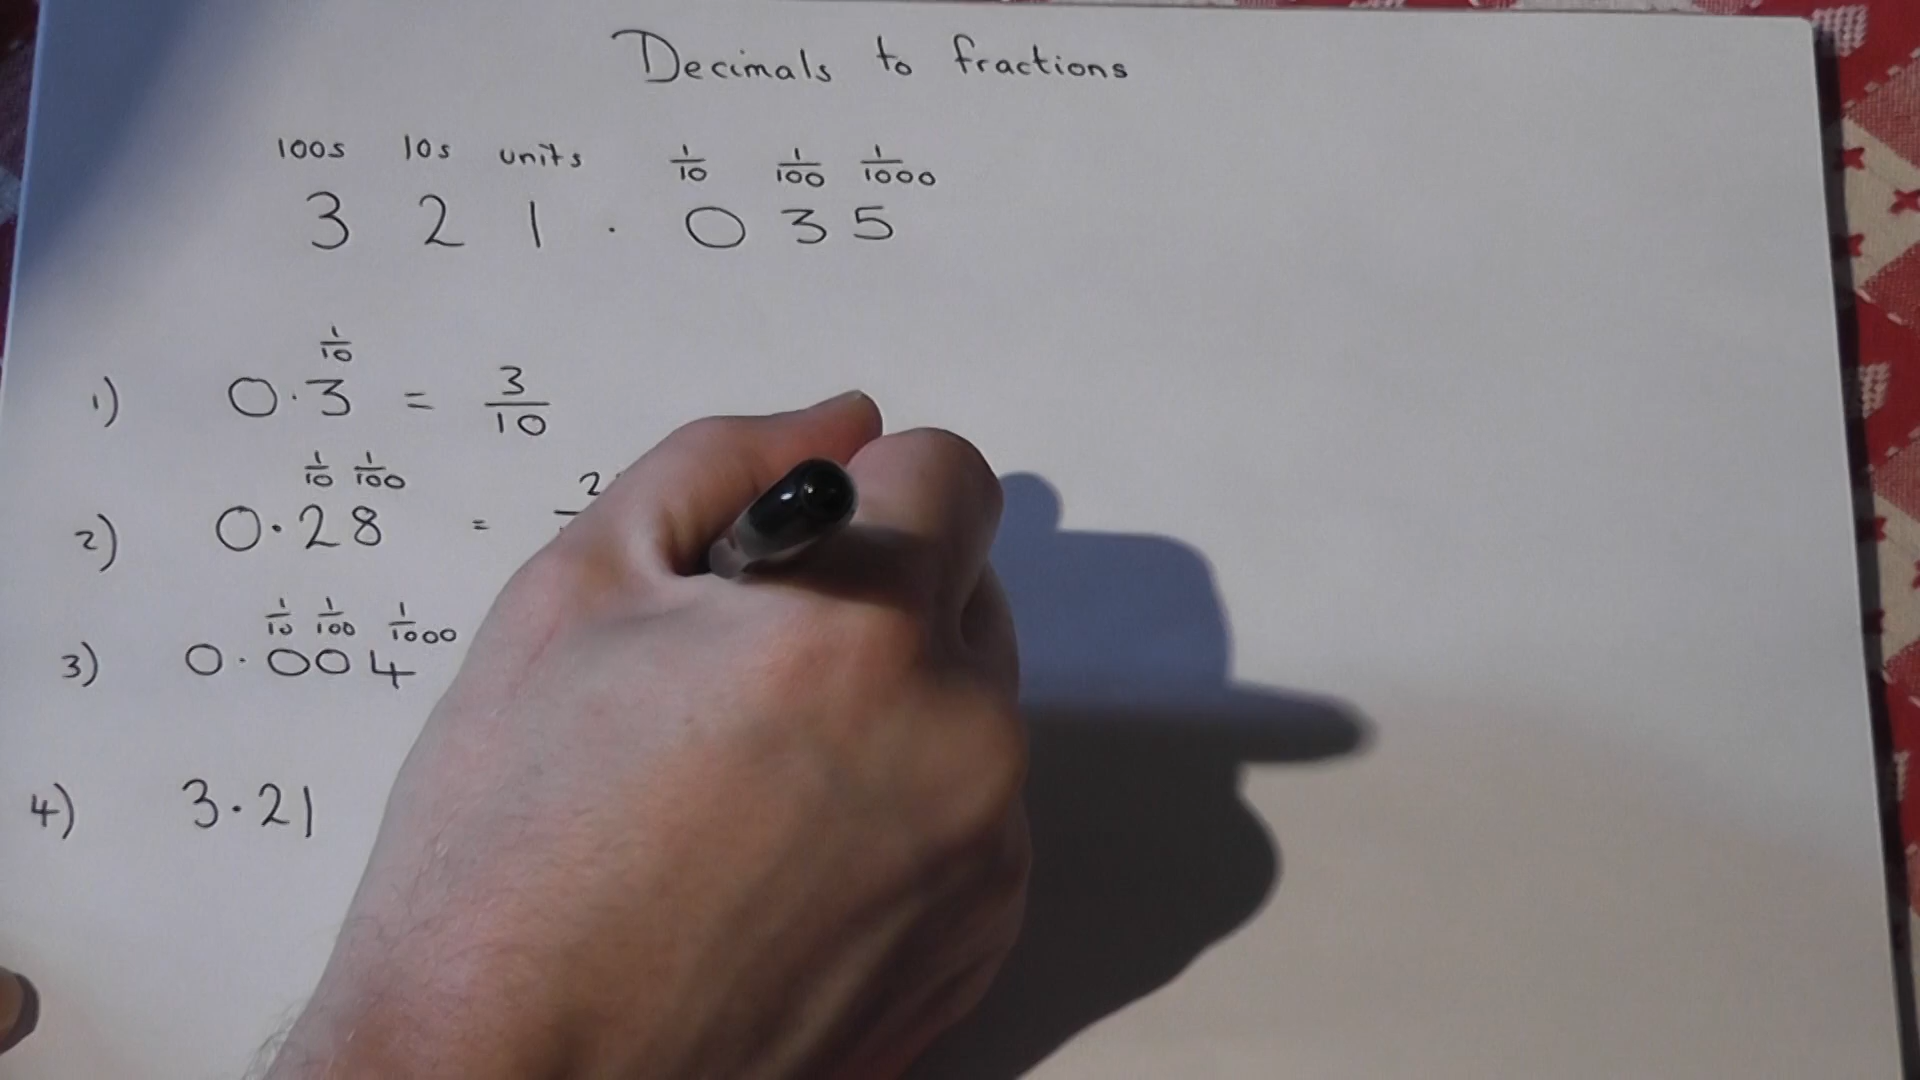 Decimals to fractions
100s 10s units 1/10 1/100 1/1000
3 2 1 . 0 3 5
1/10
1) 0.3 = 3/10
1/10 1/100
2) 0.28 = 2
1/10 1/100 1/1000
3) 0.004
4) 3.21